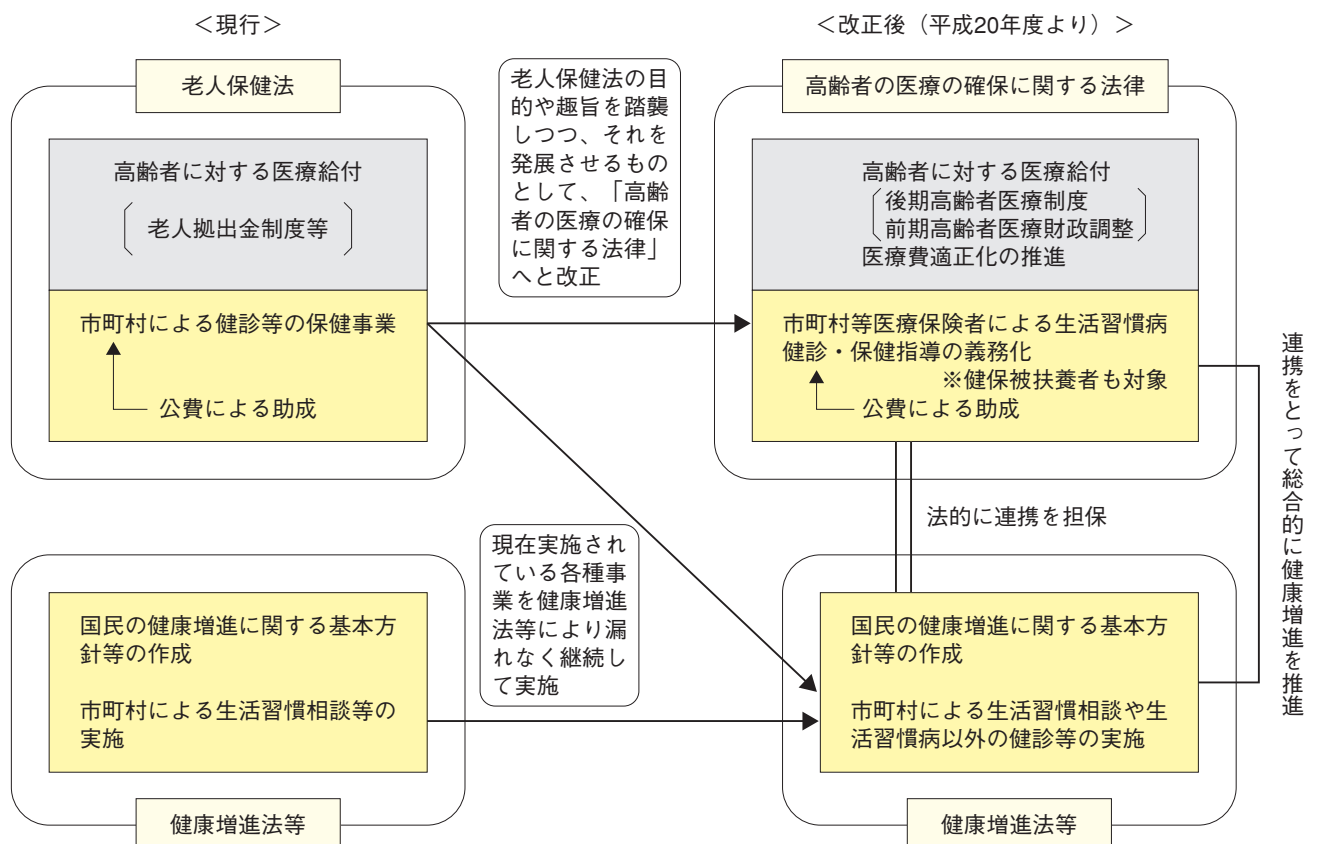 ＜現行＞
＜改正後（平成20年度より）＞
老人保健法
高齢者に対する医療給付
老人拠出金制度等
市町村による健診等の保健事業
公費による助成
老人保健法の目
的や趣旨を踏襲
しつつ、それを
発展させるもの
として、「高齢
者の医療の確保
に関する法律」
へと改正
高齢者の医療の確保に関する法律
高齢者に対する医療給付
後期高齢者医療制度
前期高齢者医療財政調整
医療費適正化の推進
市町村等医療保険者による生活習慣病
健診・保健指導の義務化
※健保被扶養者も対象
公費による助成
連携をとって総合的に健康増進を推進
法的に連携を担保
現在実施され
ている各種事
業を健康増進
法等により漏
れなく継続し
て実施
国民の健康増進に関する基本方
針等の作成
市町村による生活習慣相談等の
実施
健康増進法等
国民の健康増進に関する基本方
針等の作成
市町村による生活習慣相談や生
活習慣病以外の健診等の実施
健康増進法等